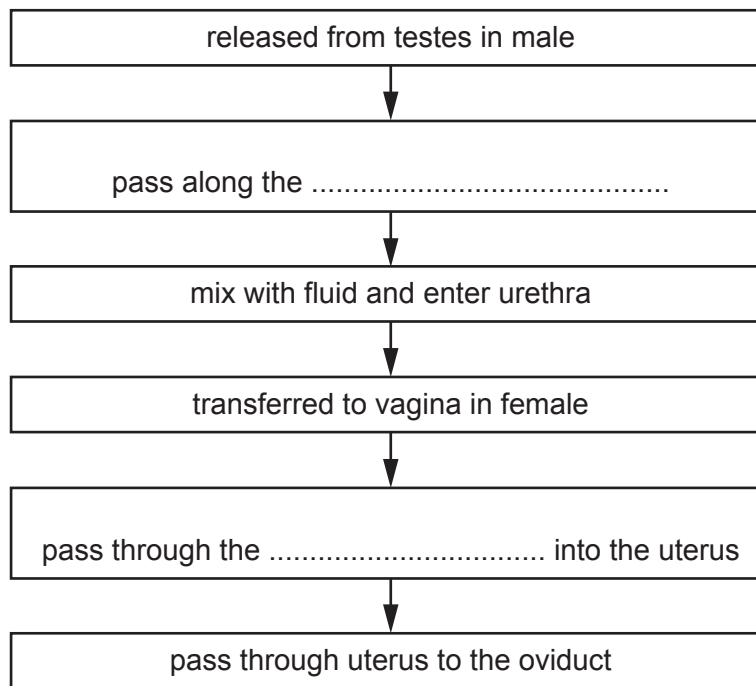 released from testes in male
pass along the ............................................
mix with fluid and enter urethra
transferred to vagina in female
pass through the .................................. into the uterus
pass through uterus to the oviduct